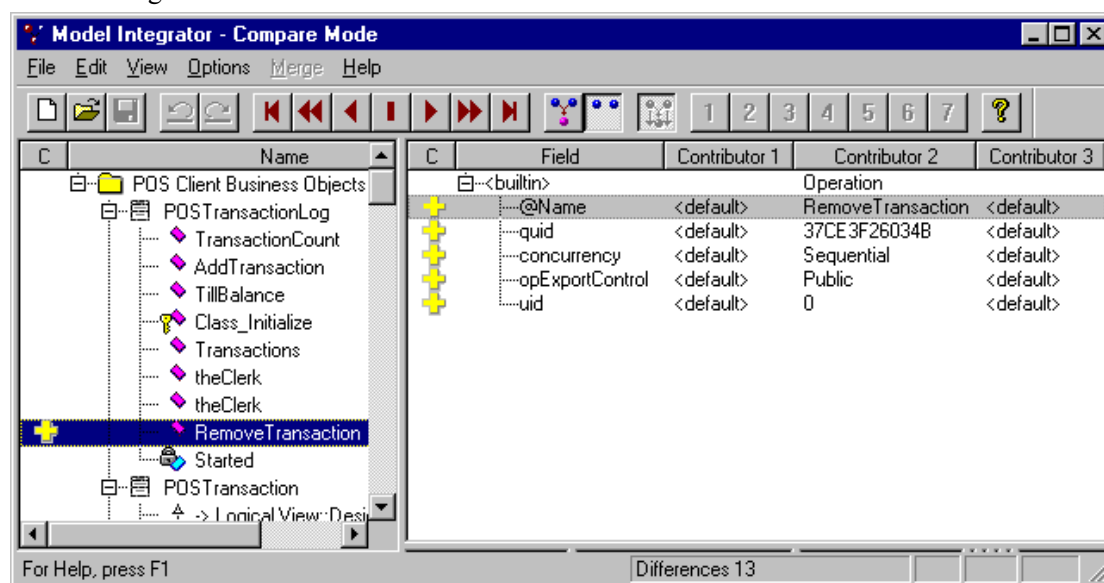 Model Integrator - Compare Mode
File Edit View Options Merge Help
1 2 3 4 5 6 7
C Name
POS Client Business Objects
POSTransactionLog
TransactionCount
AddTransaction
TillBalance
Class_Initialize
Transactions
theClerk
theClerk
RemoveTransaction
Started
POSTransaction
-> Logical View::Desi
C Field Contributor 1 Contributor 2 Contributor 3
<builtin> Operation
@Name <default> RemoveTransaction <default>
quid <default> 37CE3F26034B <default>
concurrency <default> Sequential <default>
opExportControl <default> Public <default>
uid <default> 0 <default>
For Help, press F1 Differences 13